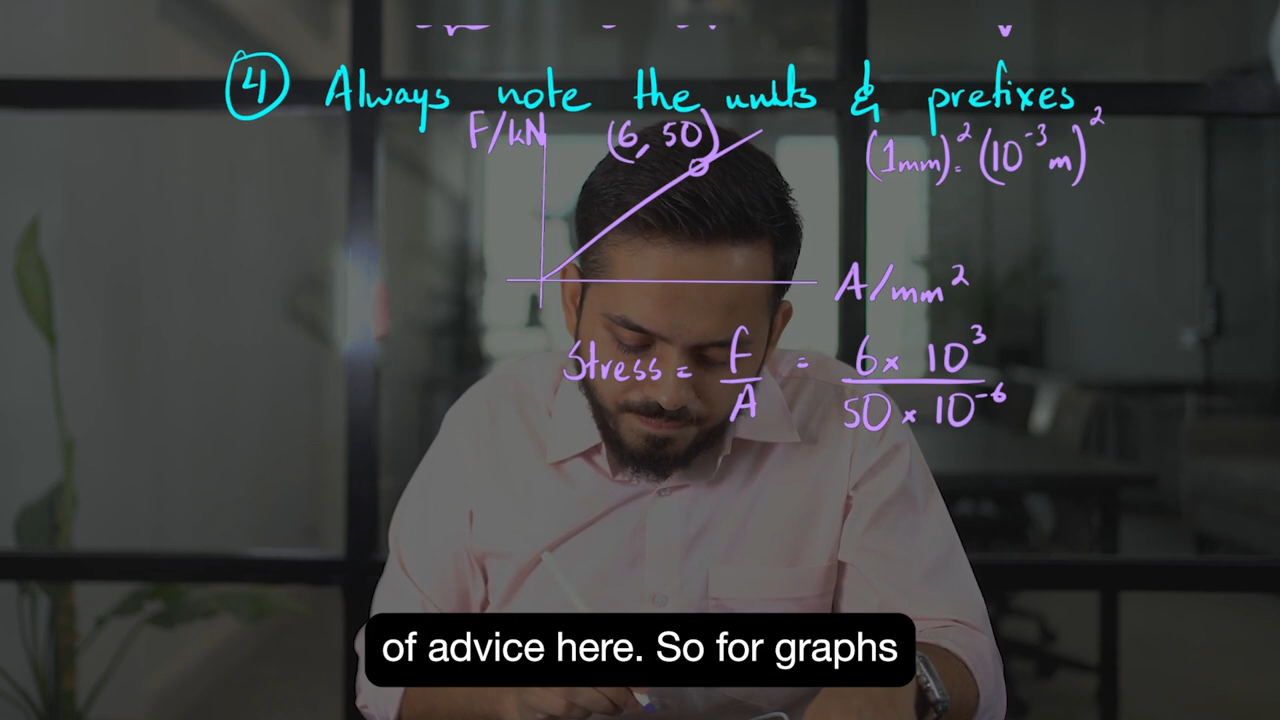 ④ Always note the units & prefixes
F/kN (6, 50) (1mm)² = (10⁻³ m)²
A/mm²
Stress = F/A = 6 × 10³ / 50 × 10⁻⁶
of advice here. So for graphs